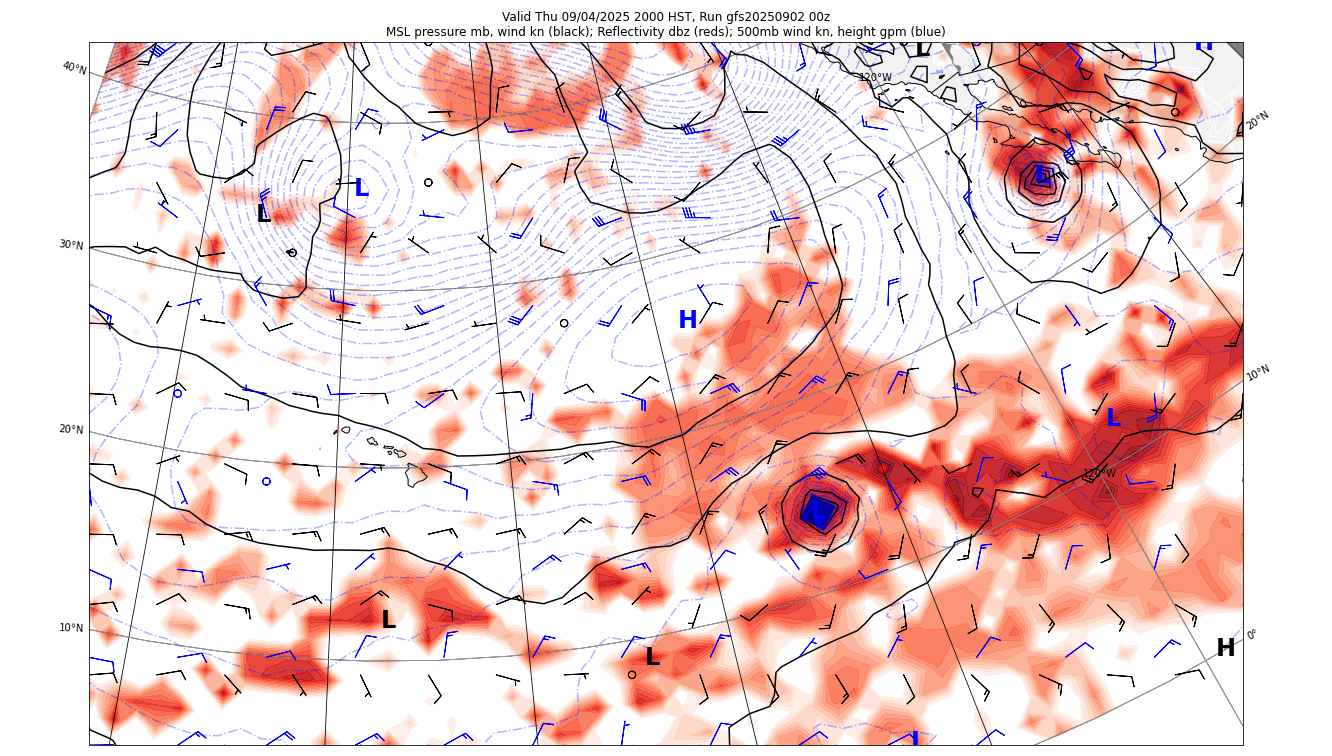 Valid Thu 09/04/2025 2000 HST, Run gfs20250902 00z
MSL pressure mb, wind kn (black); Reflectivity dbz (reds); 500mb wind kn, height gpm (blue)
H
L
40°N
120°W
20°N
L
L
L
30°N
H
10°N
L
20°N
120°W
L
L
10°N
0°
H
L
L